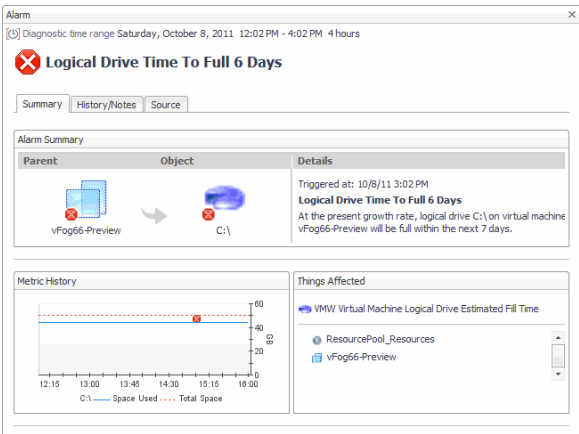 Alarm
Diagnostic time range Saturday, October 8, 2011 12:02 PM - 4:02 PM 4 hours
Logical Drive Time To Full 6 Days
Summary History/Notes Source
Alarm Summary
Parent Object Details
vFog66-Preview
C:\
Triggered at: 10/8/11 3:02 PM
Logical Drive Time To Full 6 Days
At the present growth rate, logical drive C:\ on virtual machine
vFog66-Preview will be full within the next 7 days.
Metric History
60
40
20
0
GB
12:15 13:00 13:45 14:30 15:15 16:00
C:\ Space Used Total Space
Things Affected
VMW Virtual Machine Logical Drive Estimated Fill Time
ResourcePool_Resources
vFog66-Preview